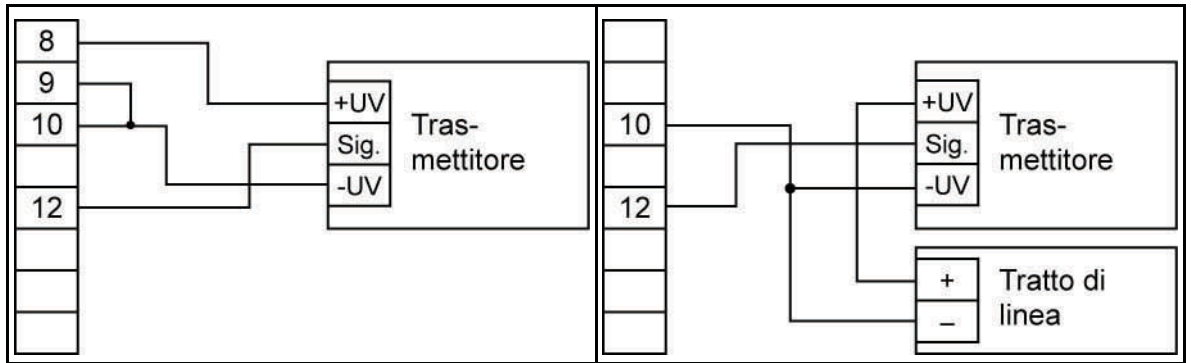 8
9
10
12
+UV
Sig.
-UV
Tras-
mettitore
10
12
+UV
Sig.
-UV
Tras-
mettitore
+
–
Tratto di
linea